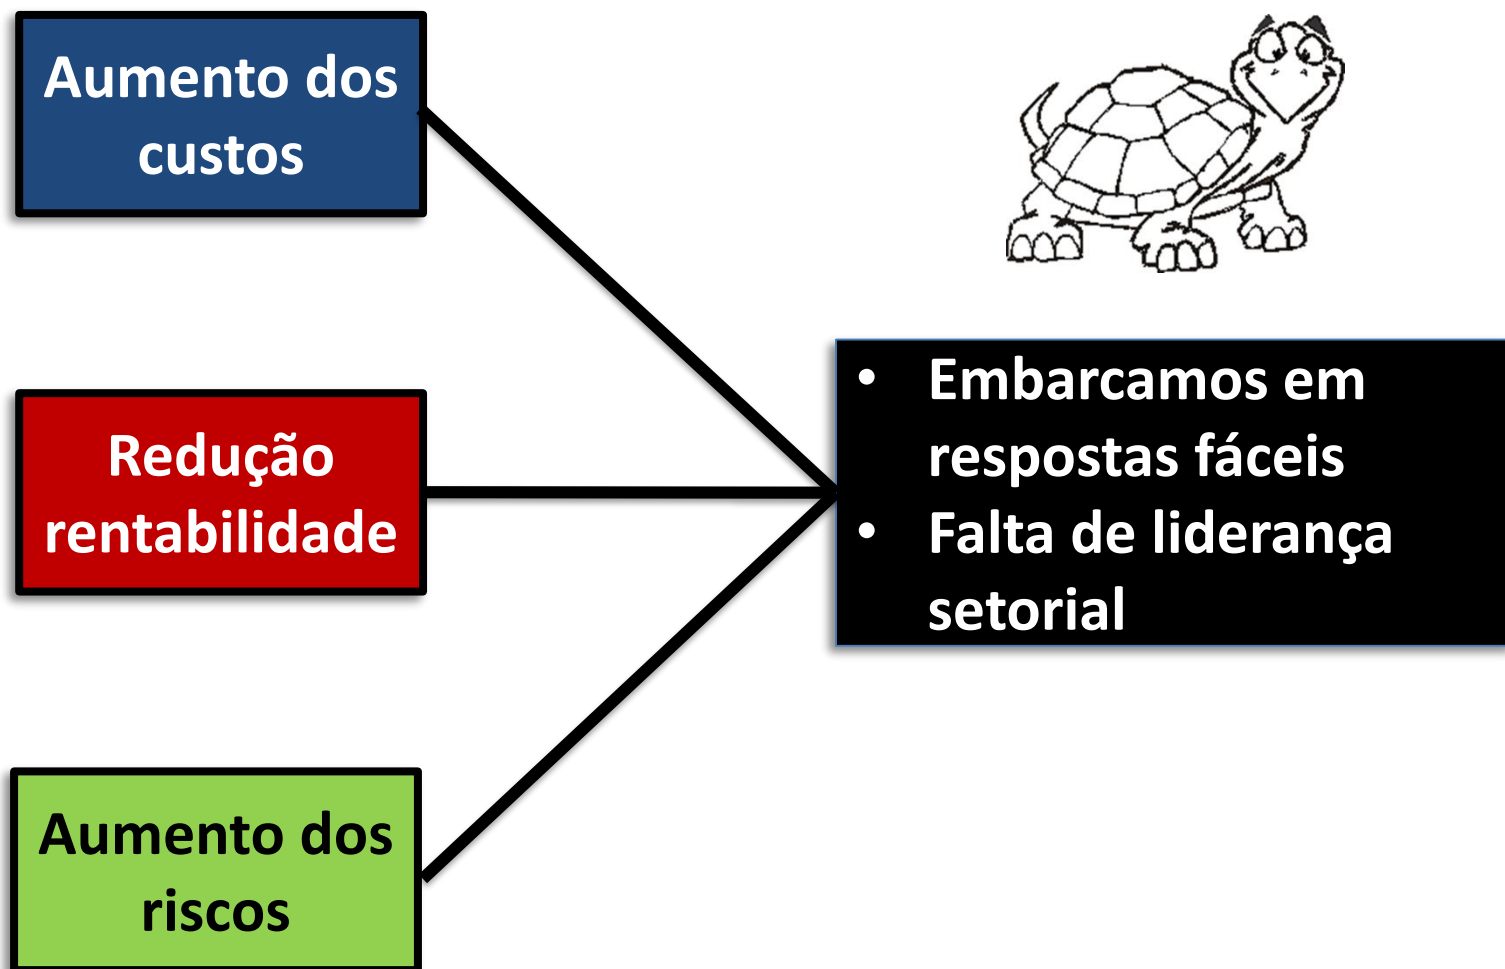 Aumento dos
custos
Redução
rentabilidade
Aumento dos
riscos
• Embarcamos em
respostas fáceis
• Falta de liderança
setorial